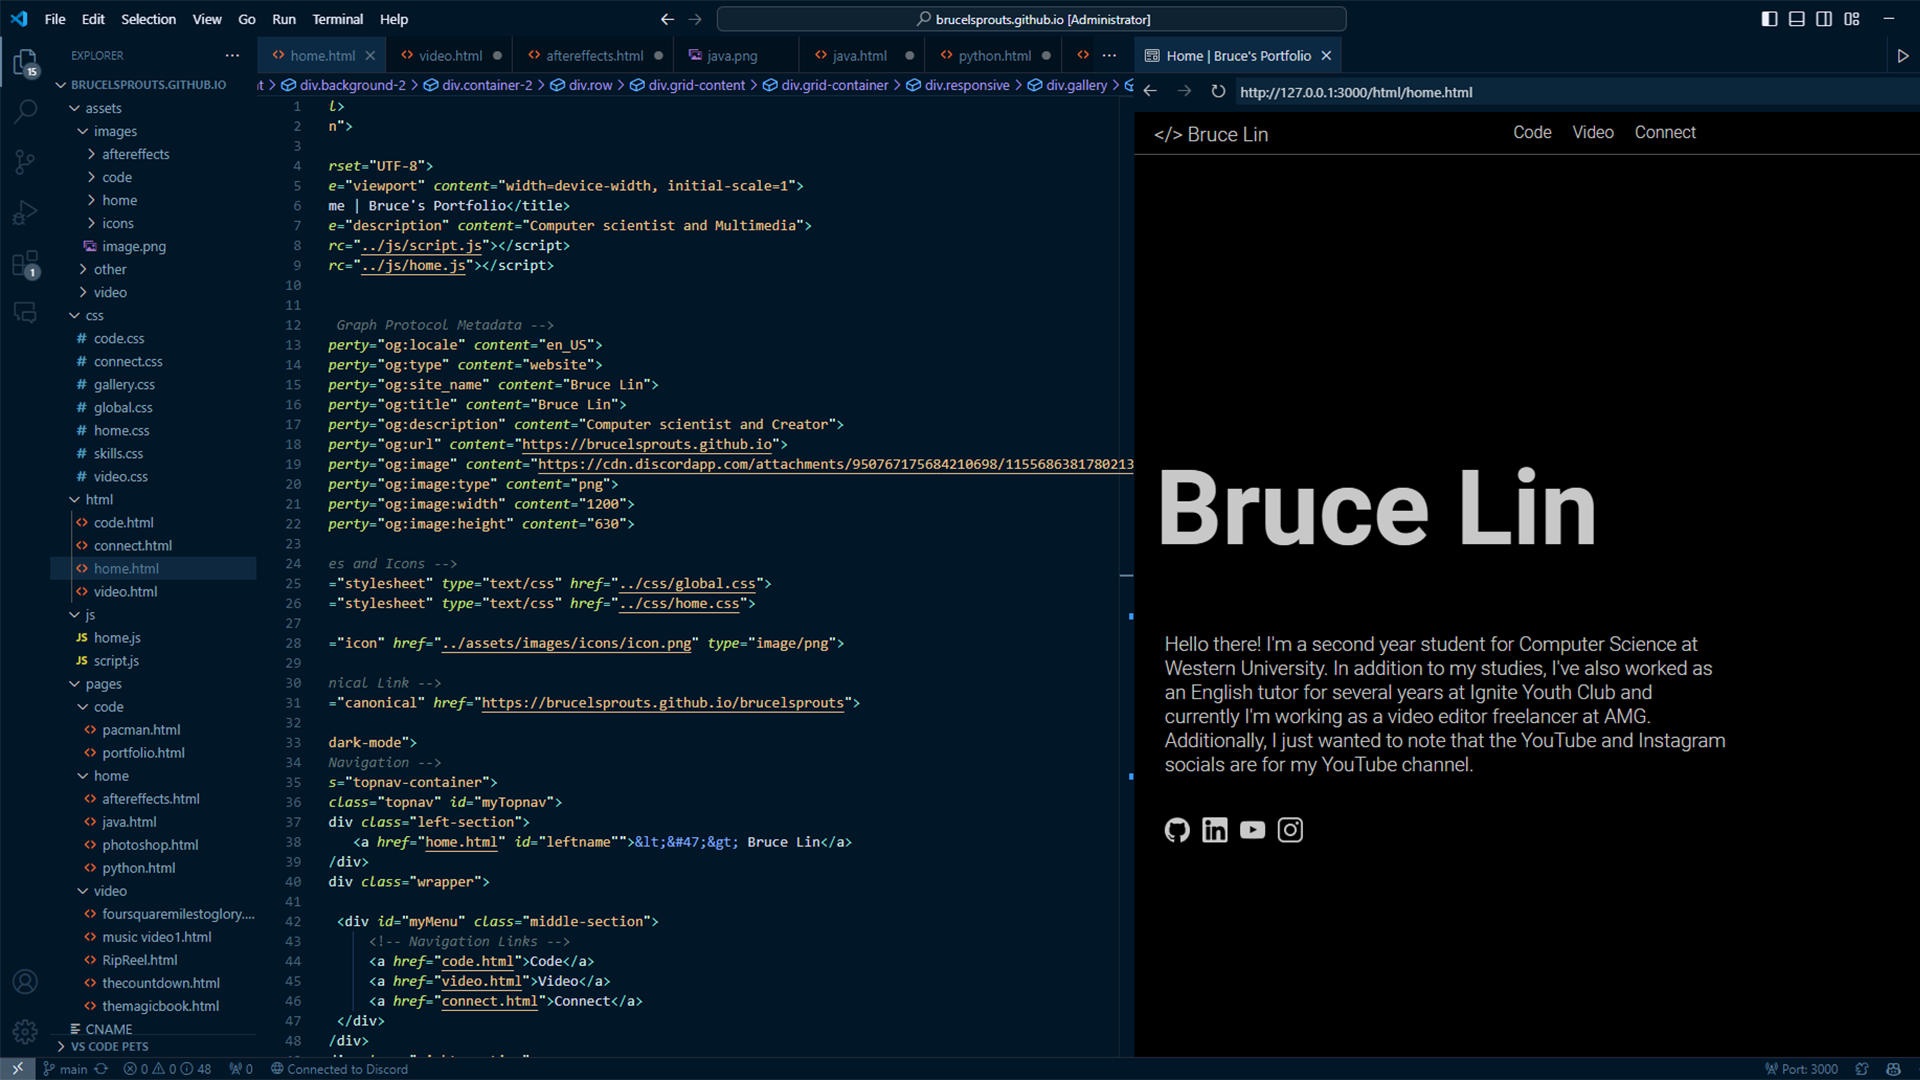 File Edit Selection View Go Run Terminal Help
brucelsprouts.github.io [Administrator]
EXPLORER
15
1
BRUCELSPROUTS.GITHUB.IO
assets
images
aftereffects
code
home
icons
image.png
other
video
css
code.css
connect.css
gallery.css
global.css
home.css
skills.css
video.css
html
code.html
connect.html
home.html
video.html
js
JS home.js
JS script.js
pages
code
pacman.html
portfolio.html
home
aftereffects.html
java.html
photoshop.html
python.html
video
foursquaremilestoglory....
music video1.html
RipReel.html
thecountdown.html
themagicbook.html
CNAME
VS CODE PETS
home.html video.html aftereffects.html java.png java.html python.html
div.background-2 > div.container-2 > div.row > div.grid-content > div.grid-container > div.responsive > div.gallery >
1 l>
2 n">
3
4 rset="UTF-8">
5 e="viewport" content="width=device-width, initial-scale=1">
6 me | Bruce's Portfolio</title>
7 e="description" content="Computer scientist and Multimedia">
8 rc="../js/script.js"></script>
9 rc="../js/home.js"></script>
10
11
12 Graph Protocol Metadata -->
13 perty="og:locale" content="en_US">
14 perty="og:type" content="website">
15 perty="og:site_name" content="Bruce Lin">
16 perty="og:title" content="Bruce Lin">
17 perty="og:description" content="Computer scientist and Creator">
18 perty="og:url" content="https://brucelsprouts.github.io">
19 perty="og:image" content="https://cdn.discordapp.com/attachments/950767175684210698/1155686381780213
20 perty="og:image:type" content="png">
21 perty="og:image:width" content="1200">
22 perty="og:image:height" content="630">
23
24 es and Icons -->
25 ="stylesheet" type="text/css" href="../css/global.css">
26 ="stylesheet" type="text/css" href="../css/home.css">
27
28 ="icon" href="../assets/images/icons/icon.png" type="image/png">
29
30 nical Link -->
31 ="canonical" href="https://brucelsprouts.github.io/brucelsprouts">
32
33 dark-mode">
34 Navigation -->
35 s="topnav-container">
36 class="topnav" id="myTopnav">
37 div class="left-section">
38 <a href="home.html" id="leftname"">&lt;&#47;&gt; Bruce Lin</a>
39 /div>
40 div class="wrapper">
41
42 <div id="myMenu" class="middle-section">
43 <!-- Navigation Links -->
44 <a href="code.html">Code</a>
45 <a href="video.html">Video</a>
46 <a href="connect.html">Connect</a>
47 </div>
48 /div>
Home | Bruce's Portfolio
http://127.0.0.1:3000/html/home.html
</> Bruce Lin Code Video Connect
Bruce Lin
Hello there! I'm a second year student for Computer Science at
Western University. In addition to my studies, I've also worked as
an English tutor for several years at Ignite Youth Club and
currently I'm working as a video editor freelancer at AMG.
Additionally, I just wanted to note that the YouTube and Instagram
socials are for my YouTube channel.
main 0 0 48 0 Connected to Discord Port: 3000